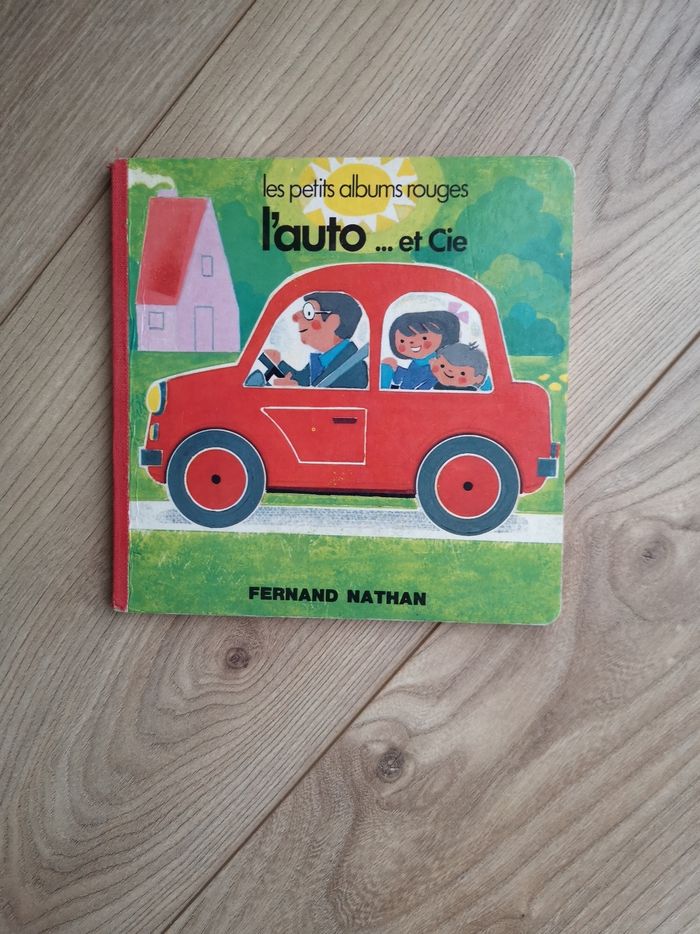 les petits albums rouges
l'auto ... et Cie
FERNAND NATHAN